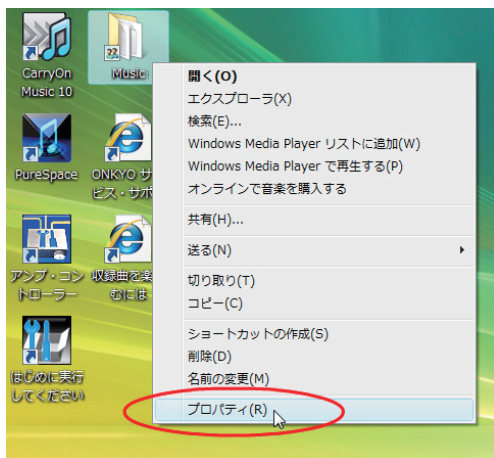 CarryOn
Music 10
Music
PureSpace
ONKYO サ
ビス・サポ
アンプ・コン
トローラー
収録曲を楽
むには
はじめに実行
してください
開く(O)
エクスプローラ(X)
検索(E)...
Windows Media Player リストに追加(W)
Windows Media Player で再生する(P)
オンラインで音楽を購入する
共有(H)...
送る(N)
切り取り(T)
コピー(C)
ショートカットの作成(S)
削除(D)
名前の変更(M)
プロパティ(R)